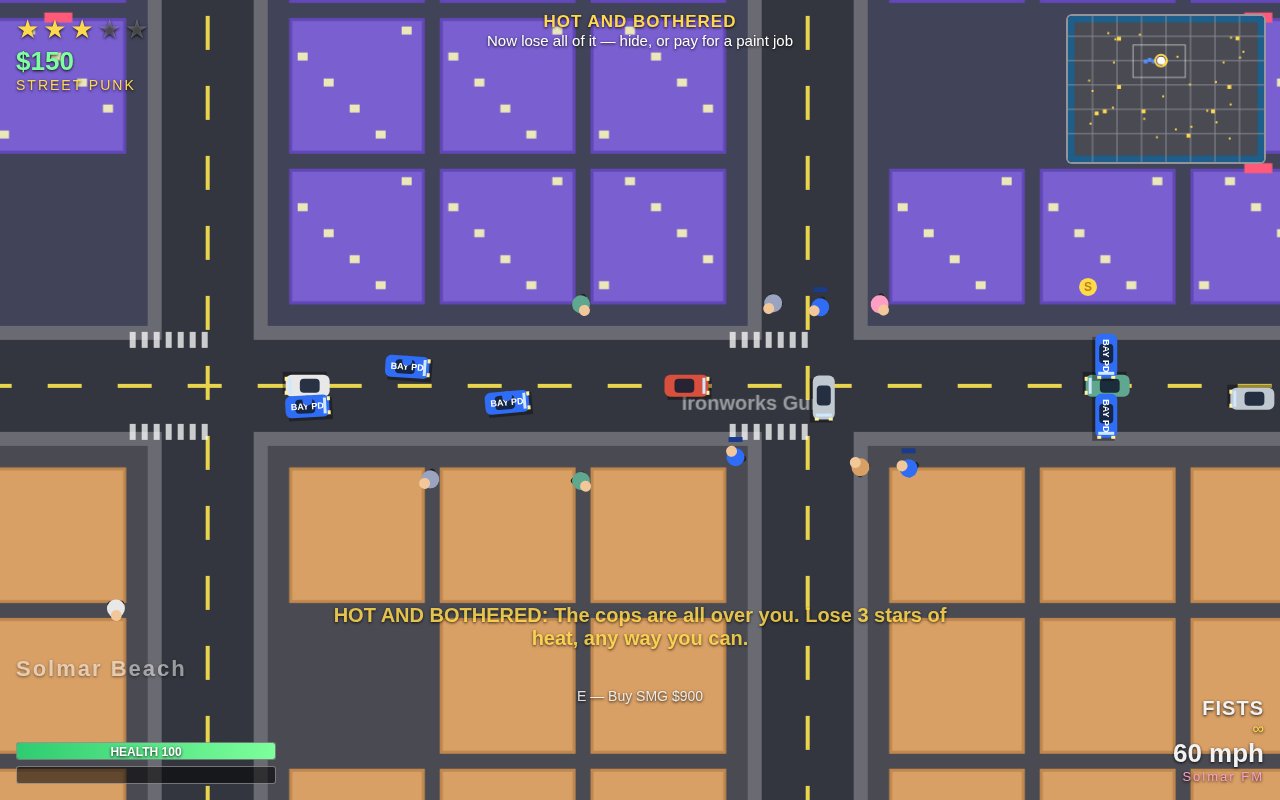 HOT AND BOTHERED
Now lose all of it — hide, or pay for a paint job
$150
STREET PUNK
S
BAY PD
BAY PD
BAY PD
BAY PD
BAY PD
Ironworks Gu
HOT AND BOTHERED: The cops are all over you. Lose 3 stars of
heat, any way you can.
Solmar Beach
E — Buy SMG $900
FISTS
∞
60 mph
Solmar FM
HEALTH 100